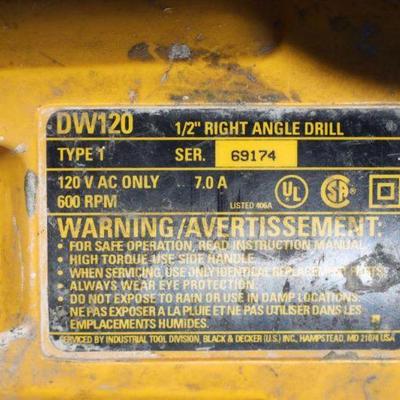 DW120 1/2" RIGHT ANGLE DRILL
TYPE 1 SER. 69174
120 V AC ONLY 7.0 A
600 RPM LISTED 406A UL SA
WARNING/AVERTISSEMENT:
• FOR SAFE OPERATION, READ INSTRUCTION MANUAL.
• HIGH TORQUE-USE SIDE HANDLE.
• WHEN SERVICING, USE ONLY IDENTICAL REPLACEMENT PARTS.
• ALWAYS WEAR EYE PROTECTION.
• DO NOT EXPOSE TO RAIN OR USE IN DAMP LOCATIONS.
NE PAS EXPOSER A LA PLUIE ET NE PAS UTILISER DANS LES
EMPLACEMENTS HUMIDES.
SERVICED BY INDUSTRIAL TOOL DIVISION, BLACK & DECKER (U.S.) INC., HAMPSTEAD, MD 21074 USA